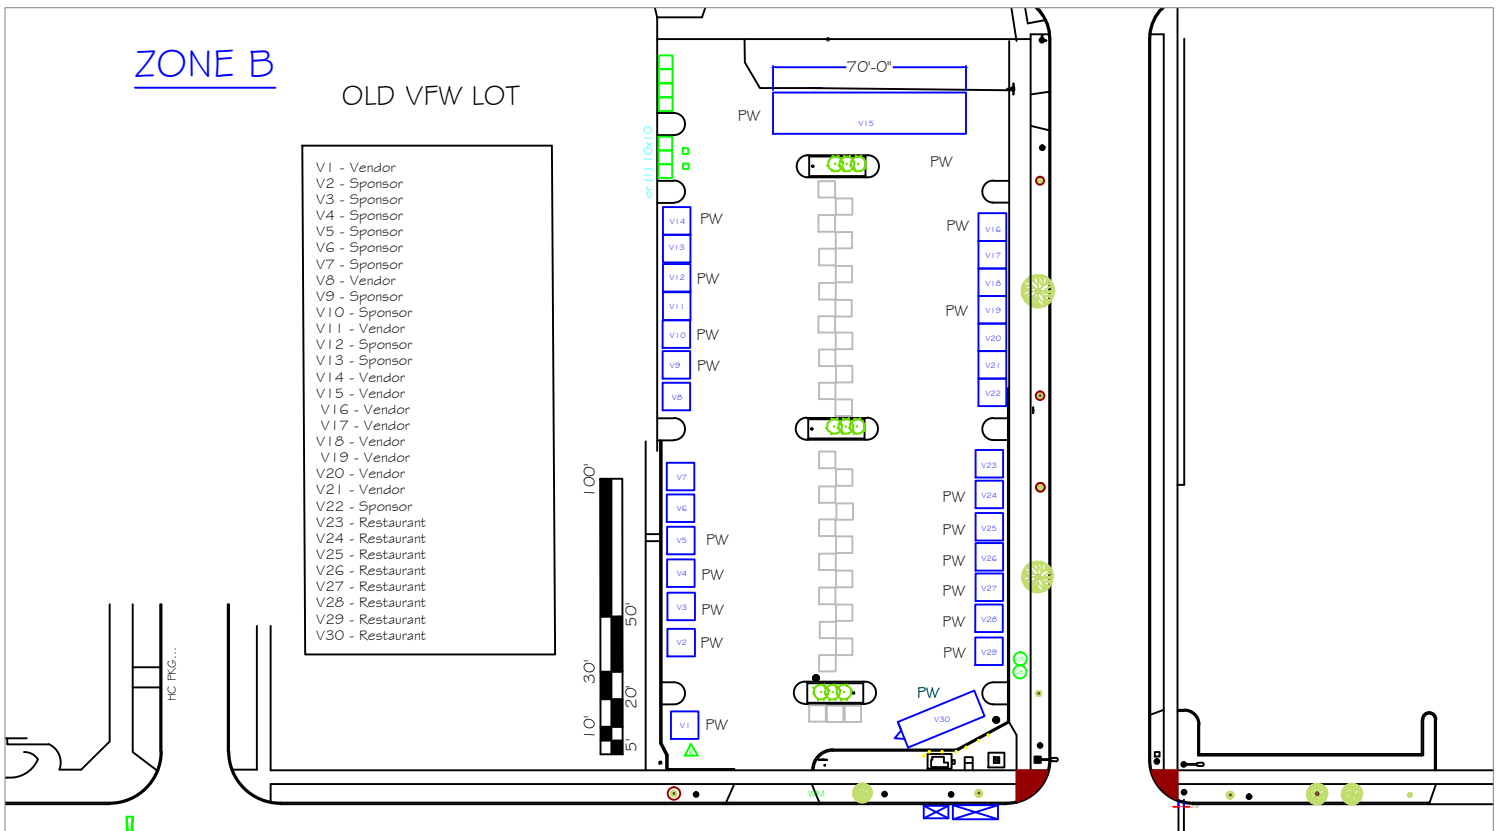 ZONE B
OLD VFW LOT
V1 - Vendor
V2 - Sponsor
V3 - Sponsor
V4 - Sponsor
V5 - Sponsor
V6 - Sponsor
V7 - Sponsor
V8 - Vendor
V9 - Sponsor
V10 - Sponsor
V11 - Vendor
V12 - Sponsor
V13 - Sponsor
V14 - Vendor
V15 - Vendor
V16 - Vendor
V17 - Vendor
V18 - Vendor
V19 - Vendor
V20 - Vendor
V21 - Vendor
V22 - Sponsor
V23 - Restaurant
V24 - Restaurant
V25 - Restaurant
V26 - Restaurant
V27 - Restaurant
V28 - Restaurant
V29 - Restaurant
V30 - Restaurant
HC PKG...
100'
50'
30'
20'
10'
5'
or (1) 10x10
70'-0"
PW
V15
PW
V14 PW
V13
V12 PW
V11
V10 PW
V9 PW
V8
V7
V6
V5 PW
V4 PW
V3 PW
V2 PW
V1 PW
PW V16
V17
V18
PW V19
V20
V21
V22
V23
PW V24
PW V25
PW V26
PW V27
PW V28
PW V29
PW
V30
WM